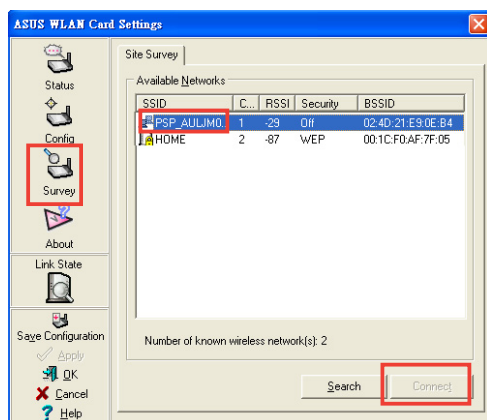 ASUS WLAN Card Settings
Status
Config
Survey
About
Link State
Save Configuration
Apply
OK
Cancel
Help
Site Survey
Available Networks
SSID C... RSSI Security BSSID
PSP_AULJM0. 1 -29 Off 02:4D:21:E9:0E:B4
HOME 2 -87 WEP 00:1C:F0:AF:7F:05
Number of known wireless network(s): 2
Search Connect